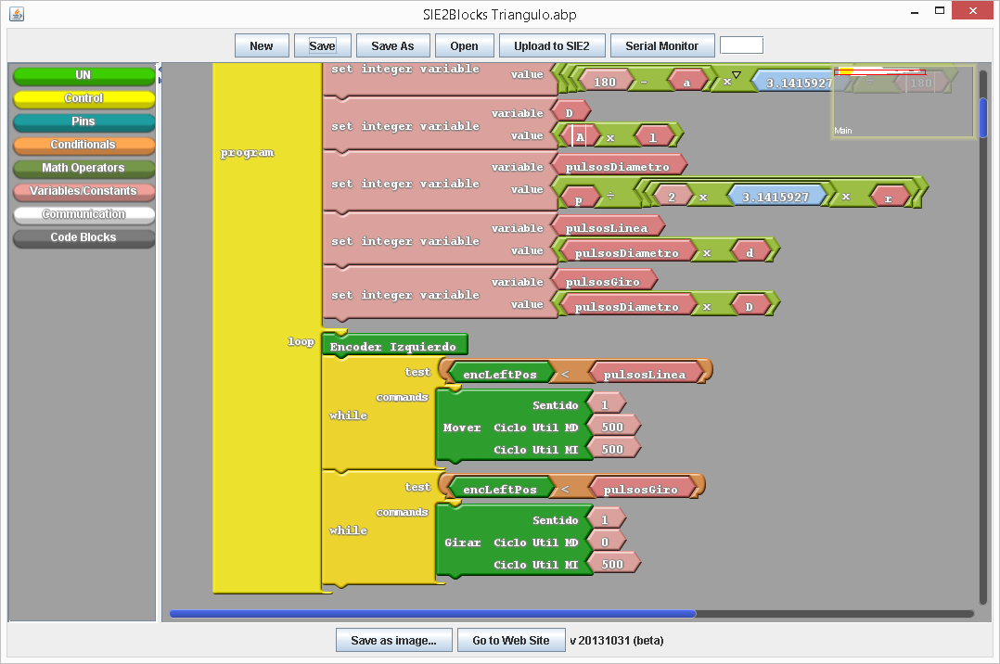 SIE2Blocks Triangulo.abp
New Save Save As Open Upload to SIE2 Serial Monitor
UN
Control
Pins
Conditionals
Math Operators
Variables/Constants
Communication
Code Blocks
Main
program
set integer variable value 180 - a x 3.1415927 ÷ 180
set integer variable variable D
value A x l
set integer variable variable pulsosDiametro
value p ÷ 2 x 3.1415927 x r
set integer variable variable pulsosLinea
value pulsosDiametro x d
set integer variable variable pulsosGiro
value pulsosDiametro x D
loop
Encoder Izquierdo
while test encLeftPos < pulsosLinea
commands
Mover Sentido 1
Ciclo Util MD 500
Ciclo Util MI 500
while test encLeftPos < pulsosGiro
commands
Girar Sentido 1
Ciclo Util MD 0
Ciclo Util MI 500
Save as image... Go to Web Site v 20131031 (beta)